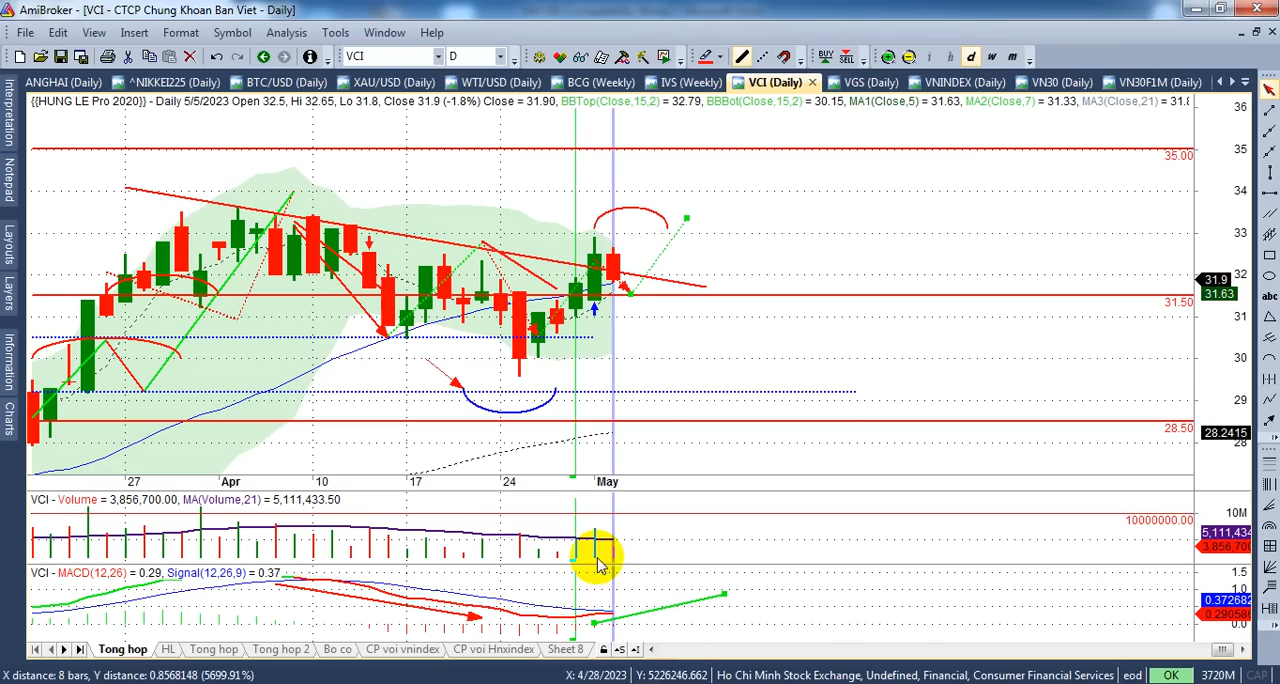 AmiBroker - [VCI - CTCP Chung Khoan Ban Viet - Daily]
File Edit View Insert Format Symbol Analysis Tools Window Help
VCI D BUY SELL i h d w m
ANGHAI (Daily) ^NIKKEI225 (Daily) BTC/USD (Daily) XAU/USD (Daily) WTI/USD (Daily) BCG (Weekly) IVS (Weekly) VCI (Daily) VGS (Daily) VNINDEX (Daily) VN30 (Daily) VN30F1M (Daily)
{{HUNG LE Pro 2020}} - Daily 5/5/2023 Open 32.5, Hi 32.65, Lo 31.8, Close 31.9 (-1.8%) Close = 31.90, BBTop(Close,15,2) = 32.79, BBBot(Close,15,2) = 30.15, MA1(Close,5) = 31.63, MA2(Close,7) = 31.33, MA3(Close,21) = 31.8
Interpretation
Notepad
Layouts
Layers
Information
Charts
abc
36
35
35.00
34
33
32
31.9
31.63
31.50
31
30
29
28.50
28.2415
28
27 Apr 10 17 24 May
VCI - Volume = 3,856,700.00, MA(Volume,21) = 5,111,433.50
10M
10000000.00
5,111,434
3,856,700
VCI - MACD(12,26) = 0.29, Signal(12,26,9) = 0.37
1.5
1.0
0.372682
0.290586
0.0
Tong hop HL Tong hop Tong hop 2 Bo co CP voi vnindex CP voi Hnxindex Sheet 8 S I
X distance: 8 bars, Y distance: 0.8568148 (5699.91%) X: 4/28/2023 Y: 5226246.662 Ho Chi Minh Stock Exchange, Undefined, Financial, Consumer Financial Services eod OK 3720M CAP